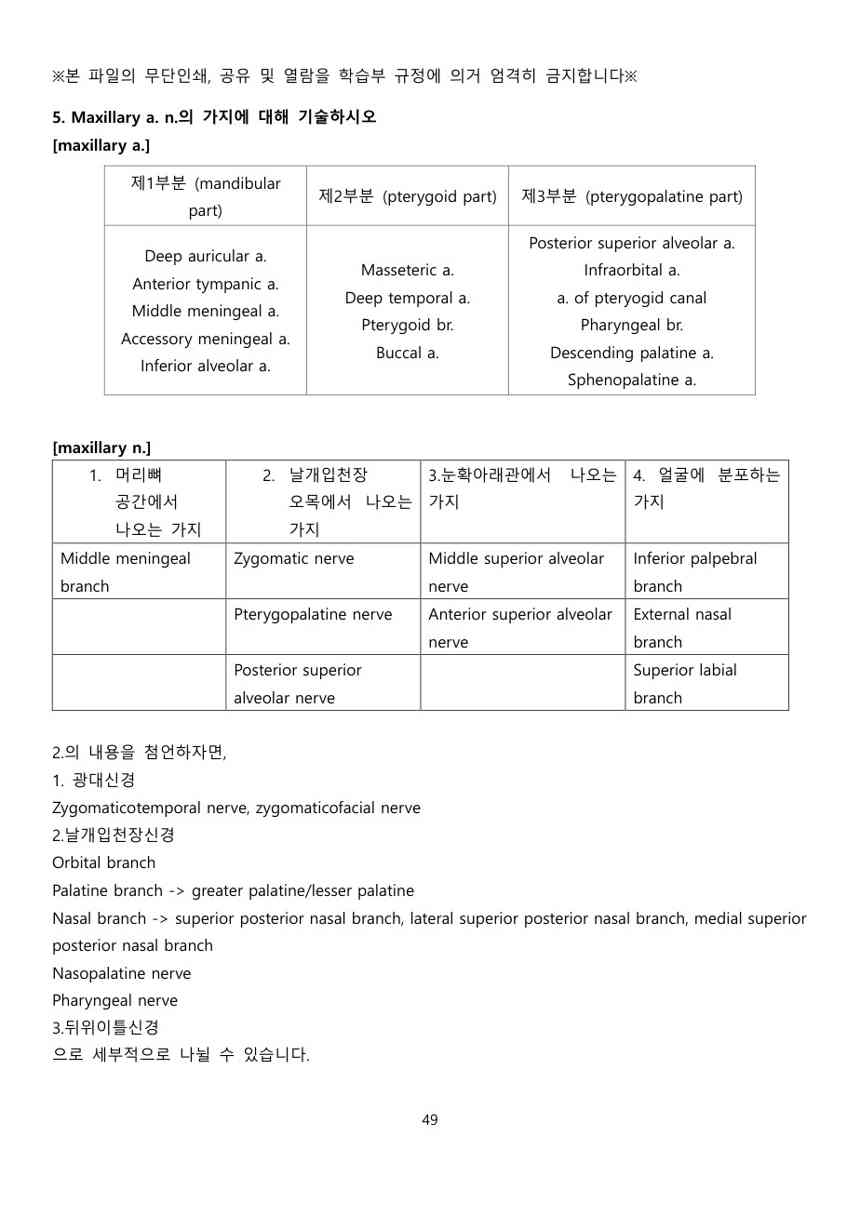 ※본 파일의 무단인쇄, 공유 및 열람을 학습부 규정에 의거 엄격히 금지합니다※
5. Maxillary a. n.의 가지에 대해 기술하시오
[maxillary a.]
제1부분 (mandibular
part)
제2부분 (pterygoid part)
제3부분 (pterygopalatine part)
Deep auricular a.
Anterior tympanic a.
Middle meningeal a.
Accessory meningeal a.
Inferior alveolar a.
Masseteric a.
Deep temporal a.
Pterygoid br.
Buccal a.
Posterior superior alveolar a.
Infraorbital a.
a. of pteryogid canal
Pharyngeal br.
Descending palatine a.
Sphenopalatine a.
[maxillary n.]
1. 머리뼈
공간에서
나오는 가지
2. 날개입천장
오목에서 나오는
가지
3.눈확아래관에서 나오는
가지
4. 얼굴에 분포하는
가지
Middle meningeal
branch
Zygomatic nerve
Middle superior alveolar
nerve
Inferior palpebral
branch
Pterygopalatine nerve
Anterior superior alveolar
nerve
External nasal
branch
Posterior superior
alveolar nerve
Superior labial
branch
2.의 내용을 첨언하자면,
1. 광대신경
Zygomaticotemporal nerve, zygomaticofacial nerve
2.날개입천장신경
Orbital branch
Palatine branch -> greater palatine/lesser palatine
Nasal branch -> superior posterior nasal branch, lateral superior posterior nasal branch, medial superior
posterior nasal branch
Nasopalatine nerve
Pharyngeal nerve
3.뒤위이틀신경
으로 세부적으로 나뉠 수 있습니다.
49